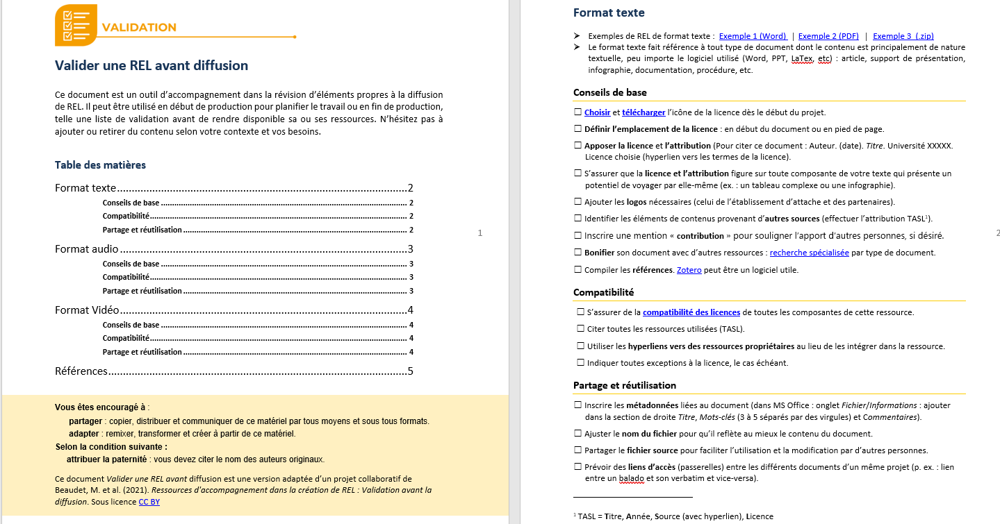 VALIDATION
Valider une REL avant diffusion
Ce document est un outil d’accompagnement dans la révision d’éléments propres à la diffusion
de REL. Il peut être utilisé en début de production pour planifier le travail ou en fin de production,
telle une liste de validation avant de rendre disponible sa ou ses ressources. N’hésitez pas à
ajouter ou retirer du contenu selon votre contexte et vos besoins.
Table des matières
Format texte....................................................................................................2
Conseils de base .................................................................................................... 2
Compatibilité.................................................................................................... 2
Partage et réutilisation .................................................................................................... 2
1
Format audio ....................................................................................................3
Conseils de base .................................................................................................... 3
Compatibilité.................................................................................................... 3
Partage et réutilisation .................................................................................................... 3
Format Vidéo....................................................................................................4
Conseils de base .................................................................................................... 4
Compatibilité.................................................................................................... 4
Partage et réutilisation .................................................................................................... 4
Références....................................................................................................5
Vous êtes encouragé à :
partager : copier, distribuer et communiquer de ce matériel par tous moyens et sous tous formats.
adapter : remixer, transformer et créer à partir de ce matériel.
Selon la condition suivante :
attribuer la paternité : vous devez citer le nom des auteurs originaux.
Ce document Valider une REL avant diffusion est une version adaptée d’un projet collaboratif de
Beaudet, M. et al. (2021). Ressources d'accompagnement dans la création de REL : Validation avant la
diffusion. Sous licence CC BY
Format texte
➢ Exemples de REL de format texte : Exemple 1 (Word) | Exemple 2 (PDF) | Exemple 3 (.zip)
➢ Le format texte fait référence à tout type de document dont le contenu est principalement de nature
textuelle, peu importe le logiciel utilisé (Word, PPT, LaTex, etc) : article, support de présentation,
infographie, documentation, procédure, etc.
Conseils de base
☐ Choisir et télécharger l’icône de la licence dès le début du projet.
☐ Définir l’emplacement de la licence : en début du document ou en pied de page.
☐ Apposer la licence et l’attribution (Pour citer ce document : Auteur. (date). Titre. Université XXXXX.
Licence choisie (hyperlien vers les termes de la licence).
☐ S’assurer que la licence et l’attribution figure sur toute composante de votre texte qui présente un
potentiel de voyager par elle-même (ex. : un tableau complexe ou une infographie).
☐ Ajouter les logos nécessaires (celui de l’établissement d’attache et des partenaires).
☐ Identifier les éléments de contenus provenant d’autres sources (effectuer l’attribution TASL¹).
☐ Inscrire une mention « contribution » pour souligner l’apport d’autres personnes, si désiré.
2
☐ Bonifier son document avec d’autres ressources : recherche spécialisée par type de document.
☐ Compiler les références. Zotero peut être un logiciel utile.
Compatibilité
☐ S’assurer de la compatibilité des licences de toutes les composantes de cette ressource.
☐ Citer toutes les ressources utilisées (TASL).
☐ Utiliser les hyperliens vers des ressources propriétaires au lieu de les intégrer dans la ressource.
☐ Indiquer toutes exceptions à la licence, le cas échéant.
Partage et réutilisation
☐ Inscrire les métadonnées liées au document (dans MS Office : onglet Fichier/Informations : ajouter
dans la section de droite Titre, Mots-clés (3 à 5 séparés par des virgules) et Commentaires).
☐ Ajuster le nom du fichier pour qu’il reflète au mieux le contenu du document.
☐ Partager le fichier source pour faciliter l’utilisation et la modification par d’autres personnes.
☐ Prévoir des liens d’accès (passerelles) entre les différents documents d’un même projet (p. ex. : lien
entre un balado et son verbatim et vice-versa).
¹ TASL = Titre, Année, Source (avec hyperlien), Licence